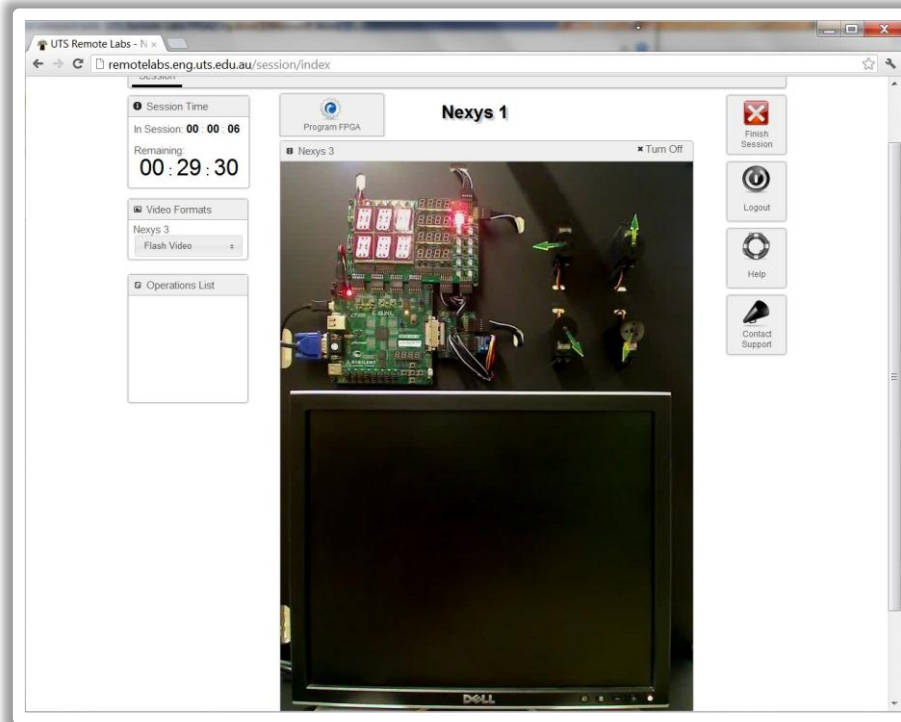 UTS Remote Labs - N
remotelabs.eng.uts.edu.au/session/index
Session
Session Time
In Session: 00 : 00 : 06
Remaining:
00 : 29 : 30
Video Formats
Nexys 3
Flash Video
Operations List
Program FPGA
Nexys 1
Nexys 3
Turn Off
DELL
Finish
Session
Logout
Help
Contact
Support